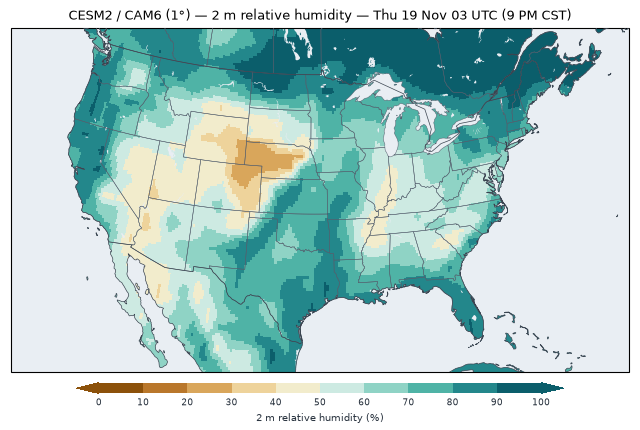 CESM2 / CAM6 (1°) — 2 m relative humidity — Thu 19 Nov 03 UTC (9 PM CST)
0 10 20 30 40 50 60 70 80 90 100
2 m relative humidity (%)